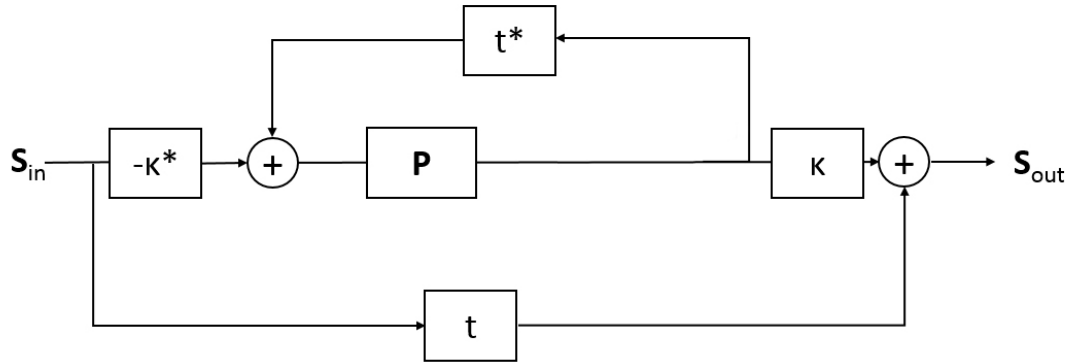 t*
S_in -κ* + P κ + S_out
t